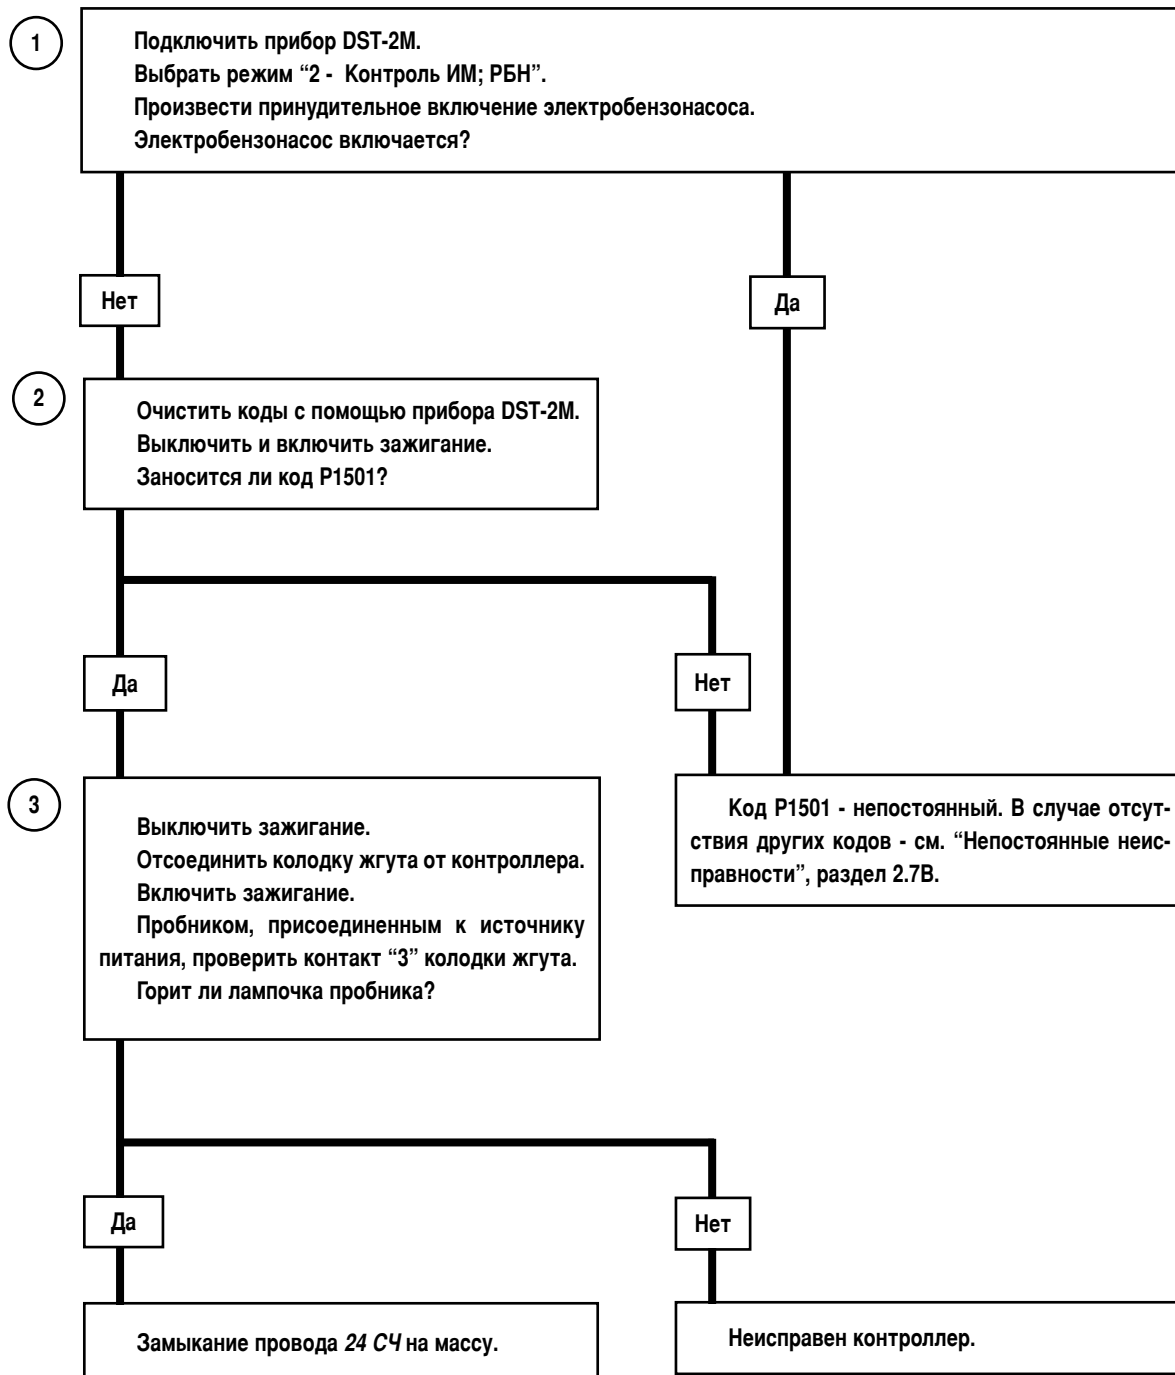 1
Подключить прибор DST-2M.
Выбрать режим “2 - Контроль ИМ; РБН”.
Произвести принудительное включение электробензонасоса.
Электробензонасос включается?
Нет
Да
2
Очистить коды с помощью прибора DST-2M.
Выключить и включить зажигание.
Заносится ли код Р1501?
Да
Нет
3
Выключить зажигание.
Отсоединить колодку жгута от контроллера.
Включить зажигание.
Пробником, присоединенным к источнику
питания, проверить контакт “3” колодки жгута.
Горит ли лампочка пробника?
Код Р1501 - непостоянный. В случае отсут-
ствия других кодов - см. “Непостоянные неис-
правности”, раздел 2.7В.
Да
Нет
Замыкание провода 24 СЧ на массу.
Неисправен контроллер.